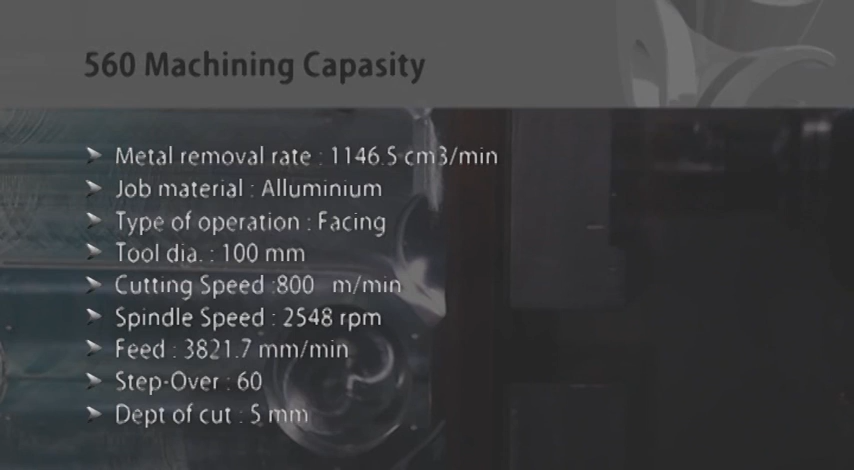 560 Machining Capasity
Metal removal rate : 1146.5 cm3/min
Job material : Alluminium
Type of operation : Facing
Tool dia. : 100 mm
Cutting Speed :800 m/min
Spindle Speed : 2548 rpm
Feed : 3821.7 mm/min
Step-Over : 60
Dept of cut : 5 mm